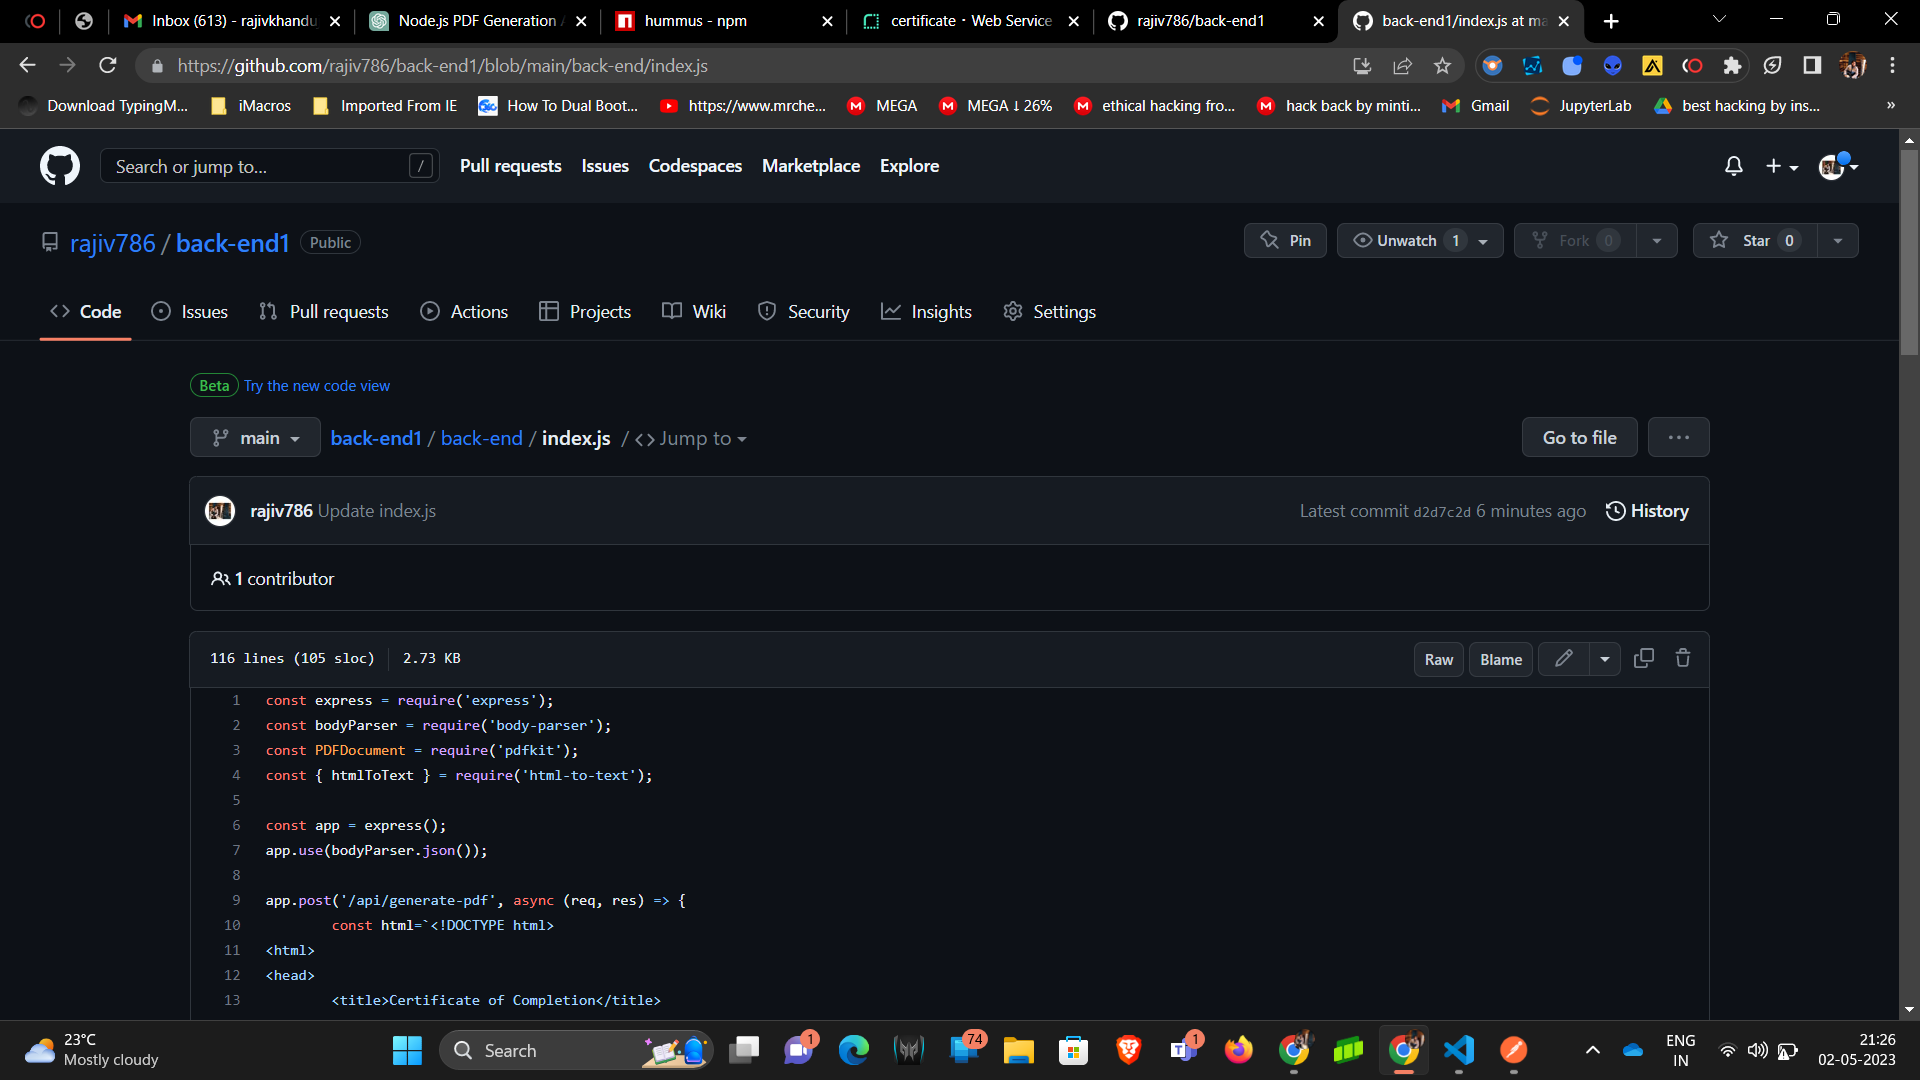 Inbox (613) - rajivkhandu
Node.js PDF Generation
hummus - npm
certificate · Web Service
rajiv786/back-end1
back-end1/index.js at ma
https://github.com/rajiv786/back-end1/blob/main/back-end/index.js
Download TypingM...
iMacros
Imported From IE
How To Dual Boot...
https://www.mrche...
MEGA
MEGA ↓ 26%
ethical hacking fro...
hack back by minti...
Gmail
JupyterLab
best hacking by ins...
»
Search or jump to...
/
Pull requests
Issues
Codespaces
Marketplace
Explore
rajiv786 / back-end1
Public
Pin
Unwatch 1
Fork 0
Star 0
Code
Issues
Pull requests
Actions
Projects
Wiki
Security
Insights
Settings
Beta Try the new code view
main
back-end1 / back-end / index.js / <> Jump to
Go to file
...
rajiv786 Update index.js
Latest commit d2d7c2d 6 minutes ago
History
1 contributor
116 lines (105 sloc)
2.73 KB
Raw
Blame
1 const express = require('express');
2 const bodyParser = require('body-parser');
3 const PDFDocument = require('pdfkit');
4 const { htmlToText } = require('html-to-text');
5
6 const app = express();
7 app.use(bodyParser.json());
8
9 app.post('/api/generate-pdf', async (req, res) => {
10 const html=`<!DOCTYPE html>
11 <html>
12 <head>
13 <title>Certificate of Completion</title>
23°C
Mostly cloudy
Search
1
74
1
ENG
IN
21:26
02-05-2023